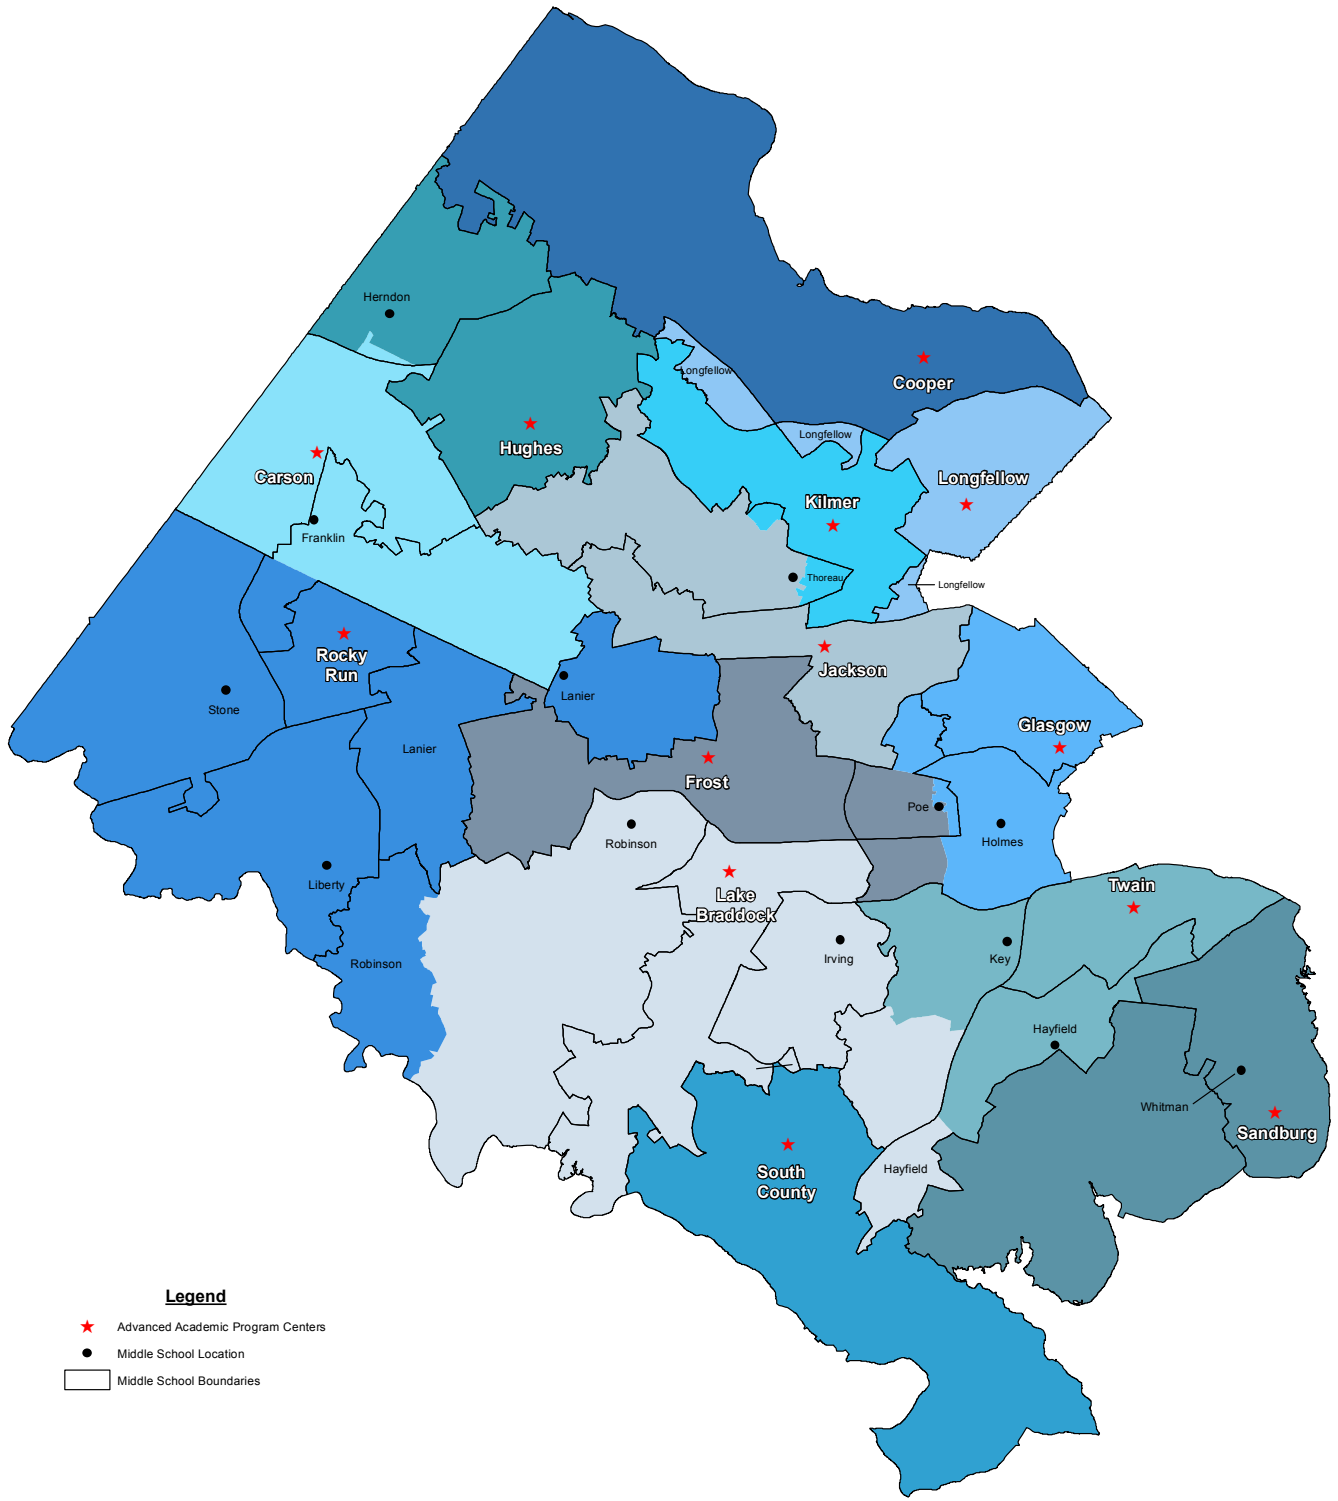 Herndon
Longfellow
Cooper
Longfellow
Hughes
Carson
Longfellow
Kilmer
Franklin
Thoreau
Longfellow
Rocky
Run
Jackson
Lanier
Stone
Glasgow
Lanier
Frost
Poe
Robinson
Holmes
Liberty
Twain
Lake
Braddock
Irving
Key
Robinson
Hayfield
Whitman
Sandburg
South
County
Hayfield
Legend
Advanced Academic Program Centers
Middle School Location
Middle School Boundaries